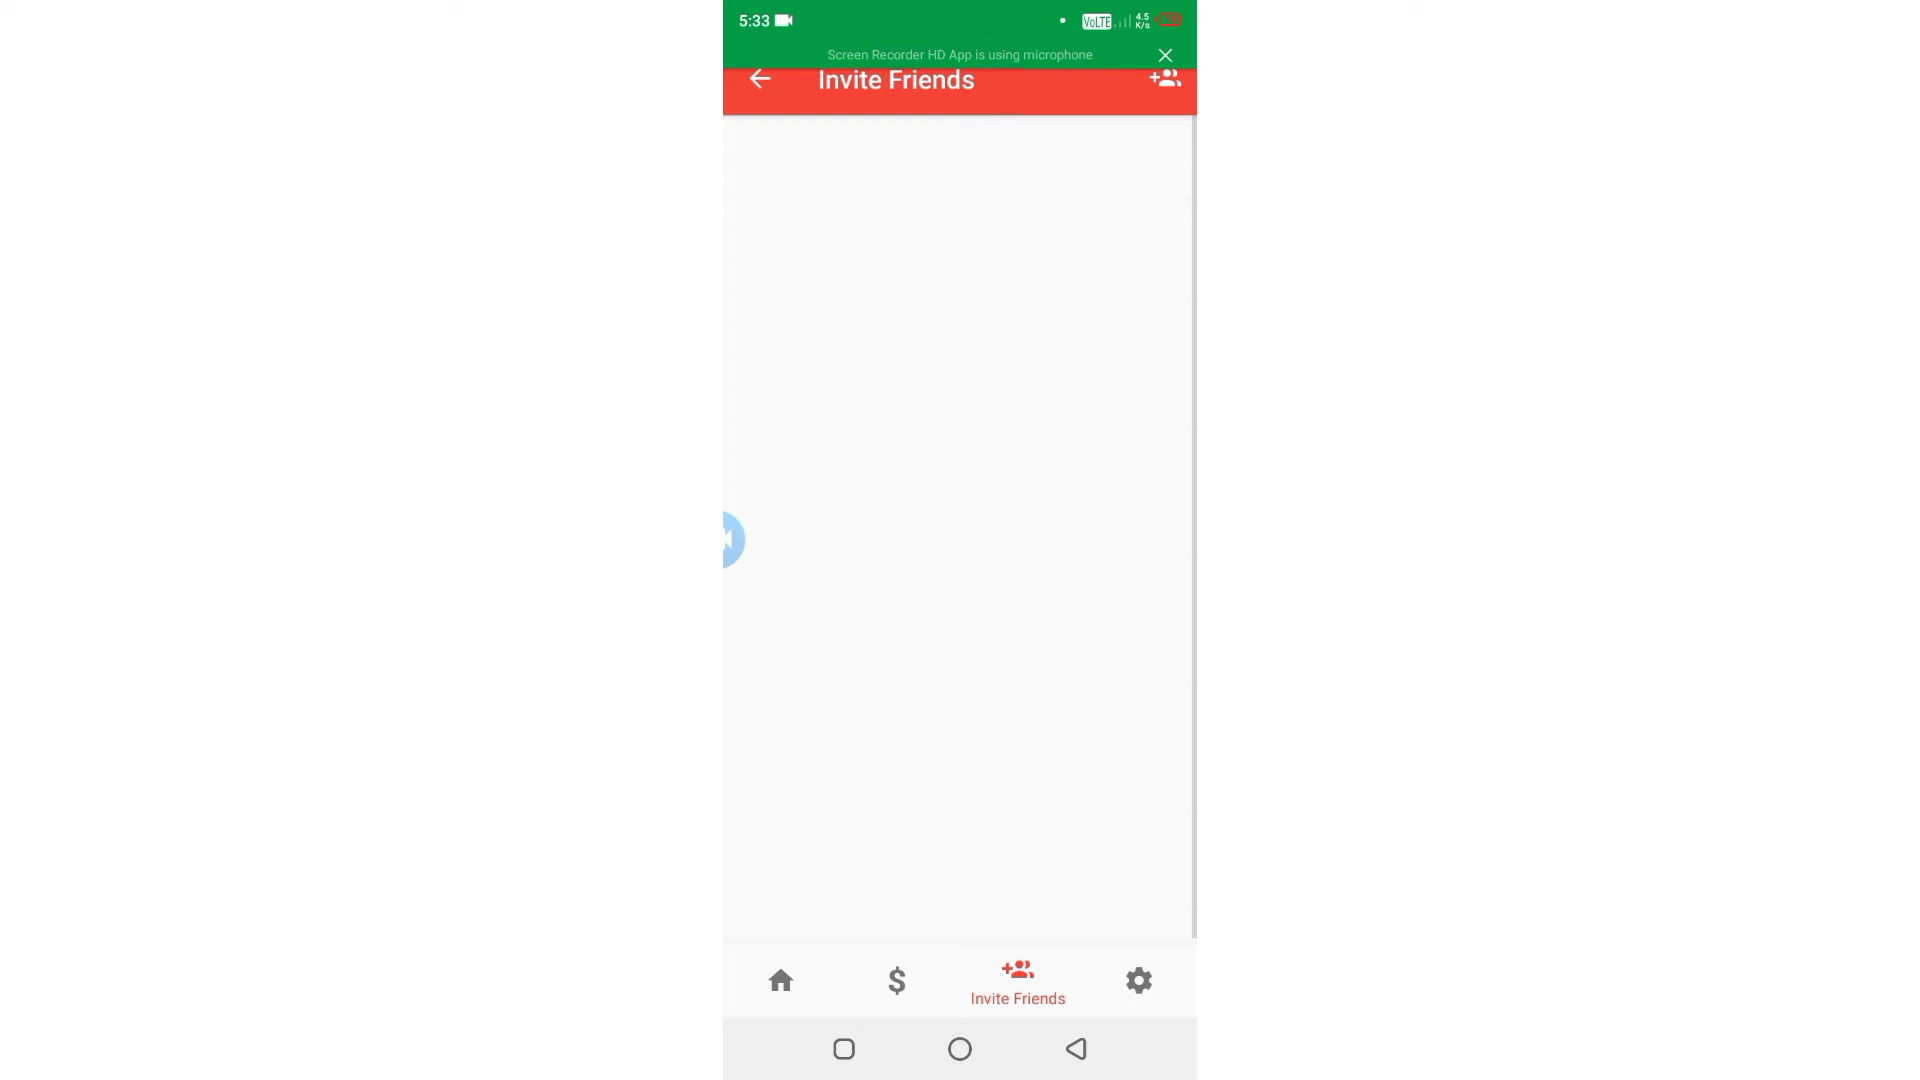 5:33
VoLTE
4.5
K/s
Screen Recorder HD App is using microphone
Invite Friends
Invite Friends